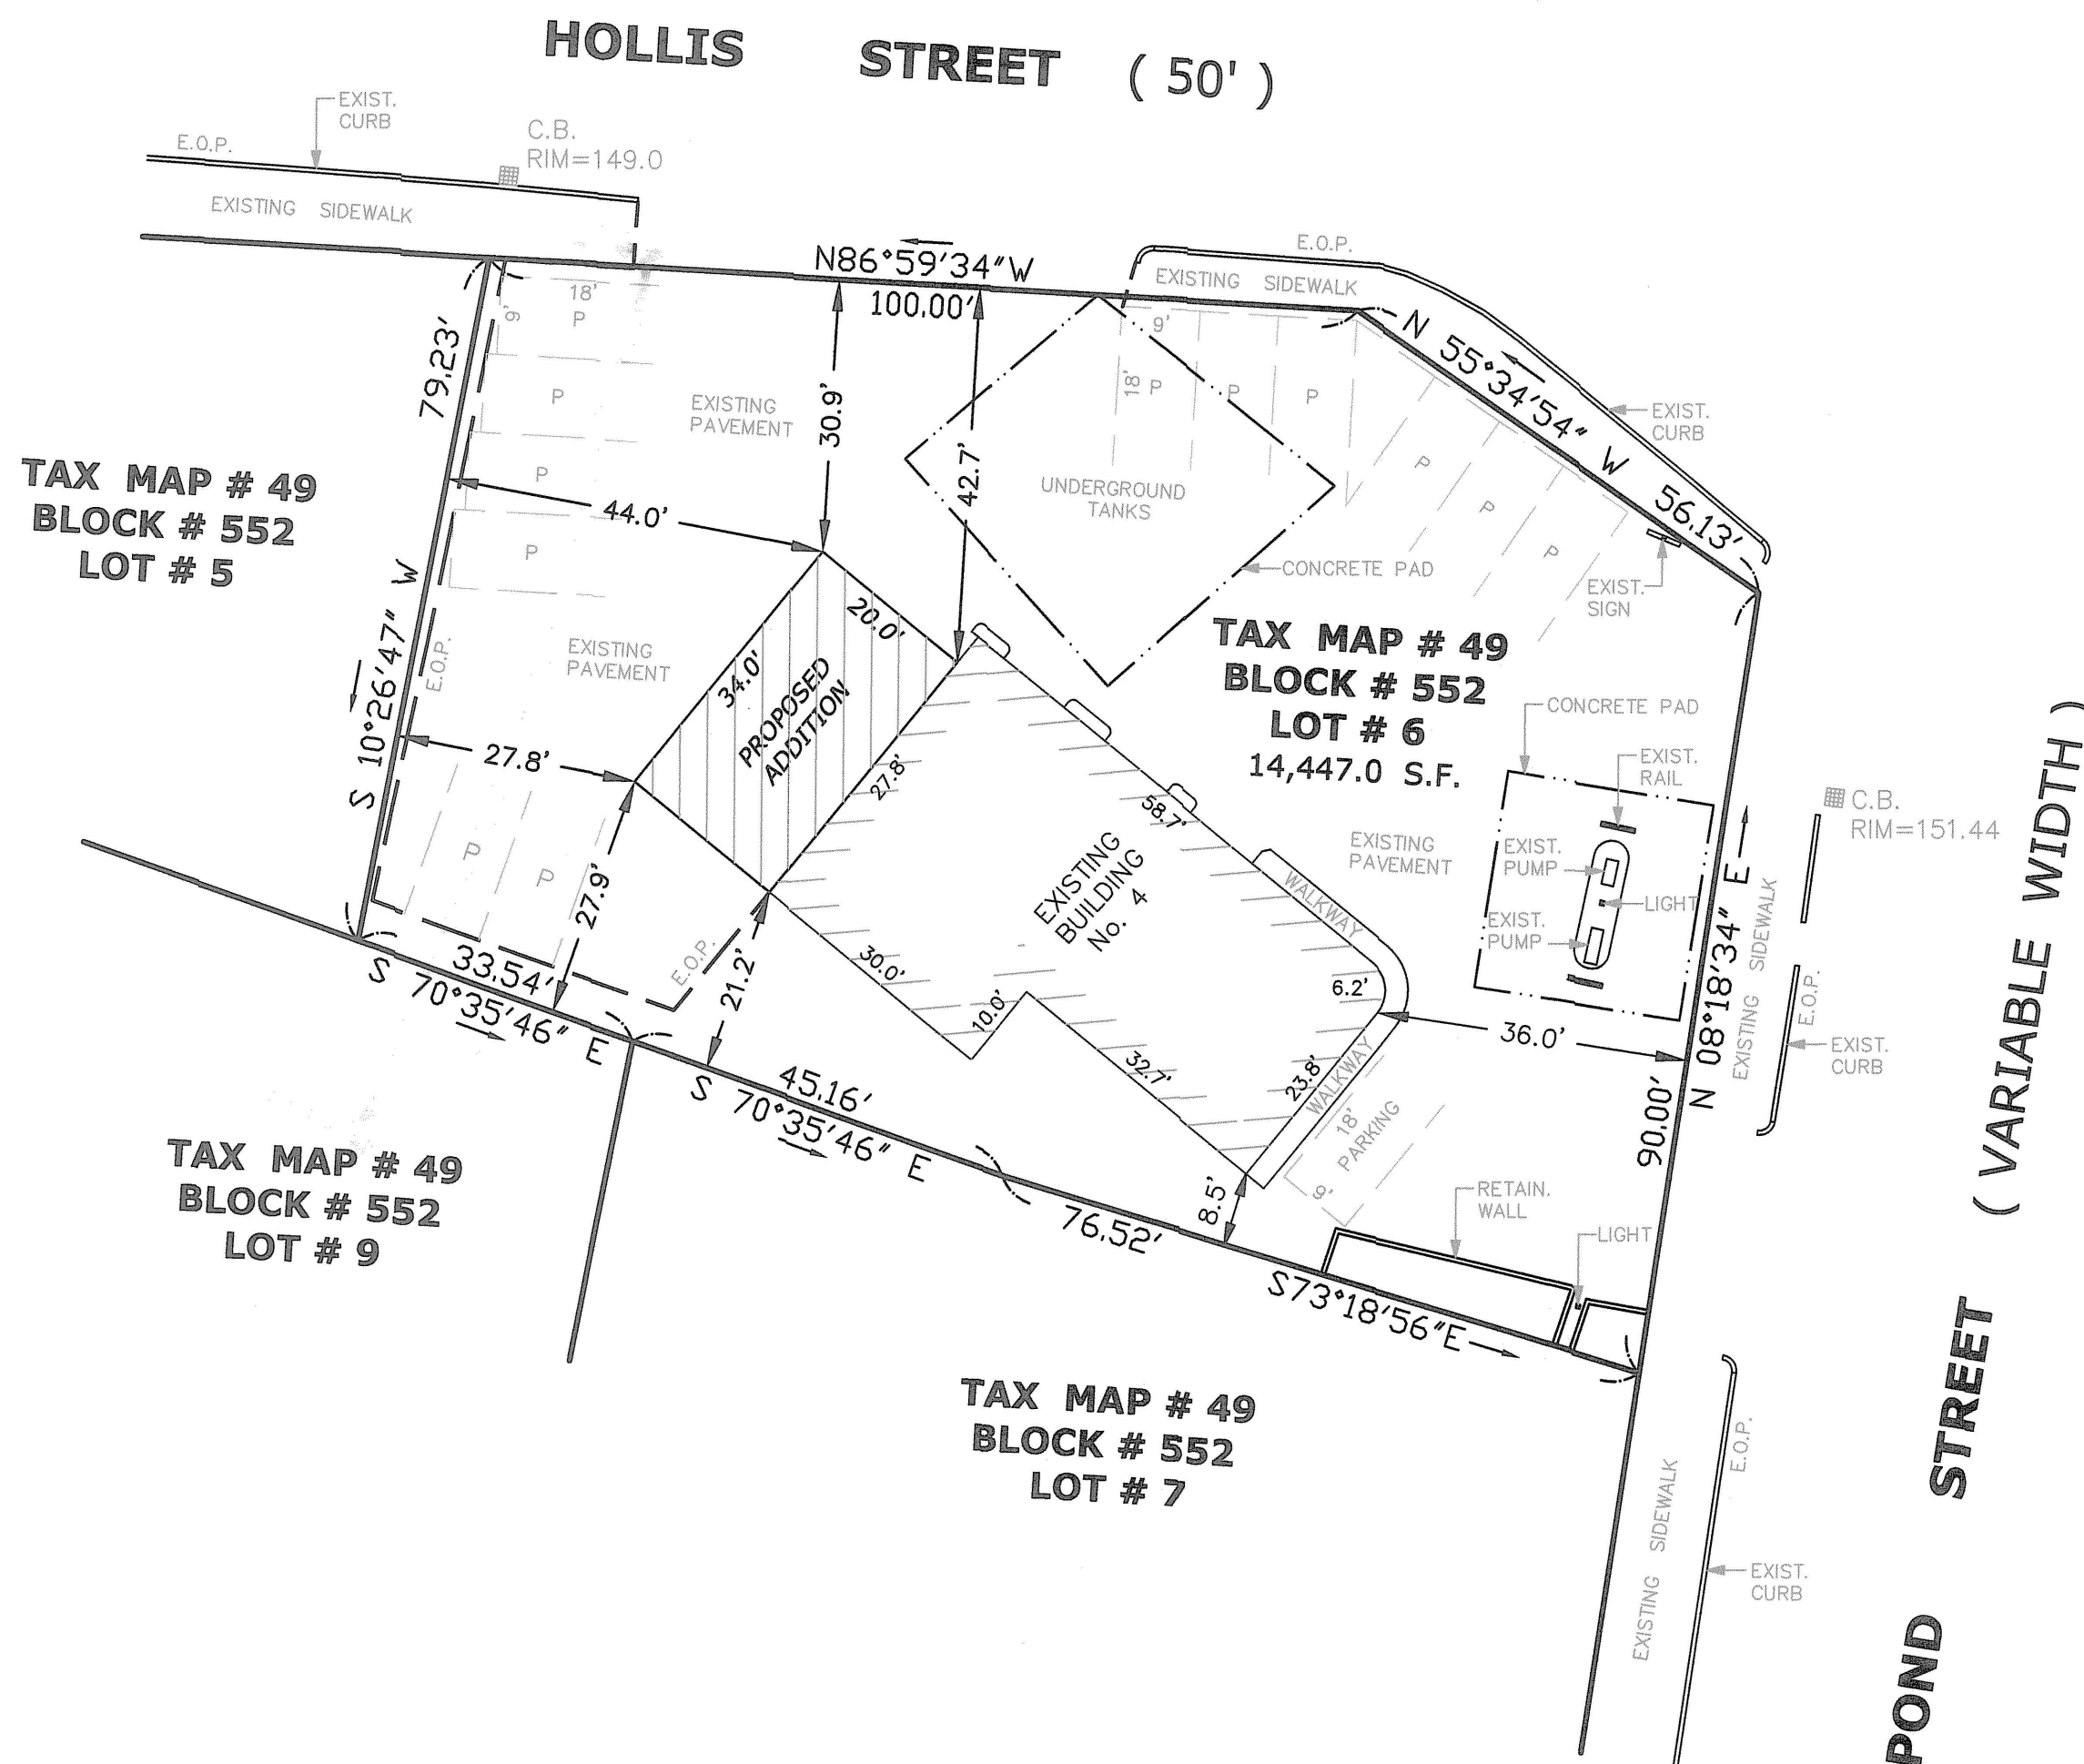 HOLLIS STREET ( 50' )
EXIST.
CURB
E.O.P.
C.B.
RIM=149.0
EXISTING SIDEWALK
E.O.P.
EXISTING SIDEWALK
N86°59'34"W
100.00'
N 55°34'54" W
56.13'
EXIST.
CURB
18'
9'
P
P
P
P
79.23'
S 10°26'47" W
E.O.P.
EXISTING
PAVEMENT
30.9'
42.7'
44.0'
9'
18'
P
P
P
P
P
P
UNDERGROUND
TANKS
CONCRETE PAD
EXIST.
SIGN
TAX MAP # 49
BLOCK # 552
LOT # 5
EXISTING
PAVEMENT
20.0'
34.0'
PROPOSED
ADDITION
27.8'
27.8'
TAX MAP # 49
BLOCK # 552
LOT # 6
14,447.0 S.F.
CONCRETE PAD
EXIST.
RAIL
EXIST.
PUMP
LIGHT
EXIST.
PUMP
EXISTING
PAVEMENT
C.B.
RIM=151.44
58.7'
EXISTING
BUILDING
No. 4
WALKWAY
6.2'
36.0'
P
P
27.9'
E.O.P.
21.2'
30.0'
10.0'
32.7'
23.8'
WALKWAY
18'
PARKING
9'
8.5'
N 08°18'34" E
90.00'
EXISTING SIDEWALK
E.O.P.
EXIST.
CURB
33.54'
S 70°35'46" E
45.16'
S 70°35'46" E
76.52'
S73°18'56"E
RETAIN.
WALL
LIGHT
TAX MAP # 49
BLOCK # 552
LOT # 9
TAX MAP # 49
BLOCK # 552
LOT # 7
EXISTING SIDEWALK
E.O.P.
EXIST.
CURB
POND STREET ( VARIABLE WIDTH )